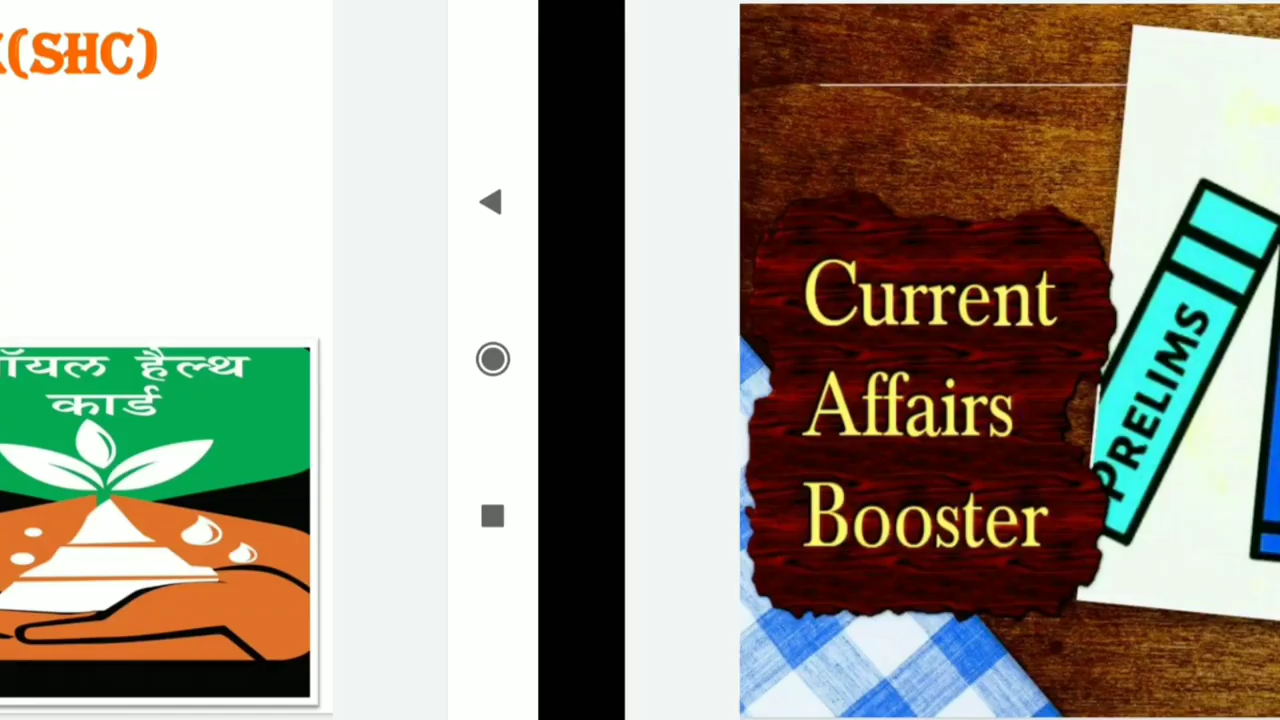 (SHC)
हैल्थ
कार्ड
Current
Affairs
Booster
PRELIMS